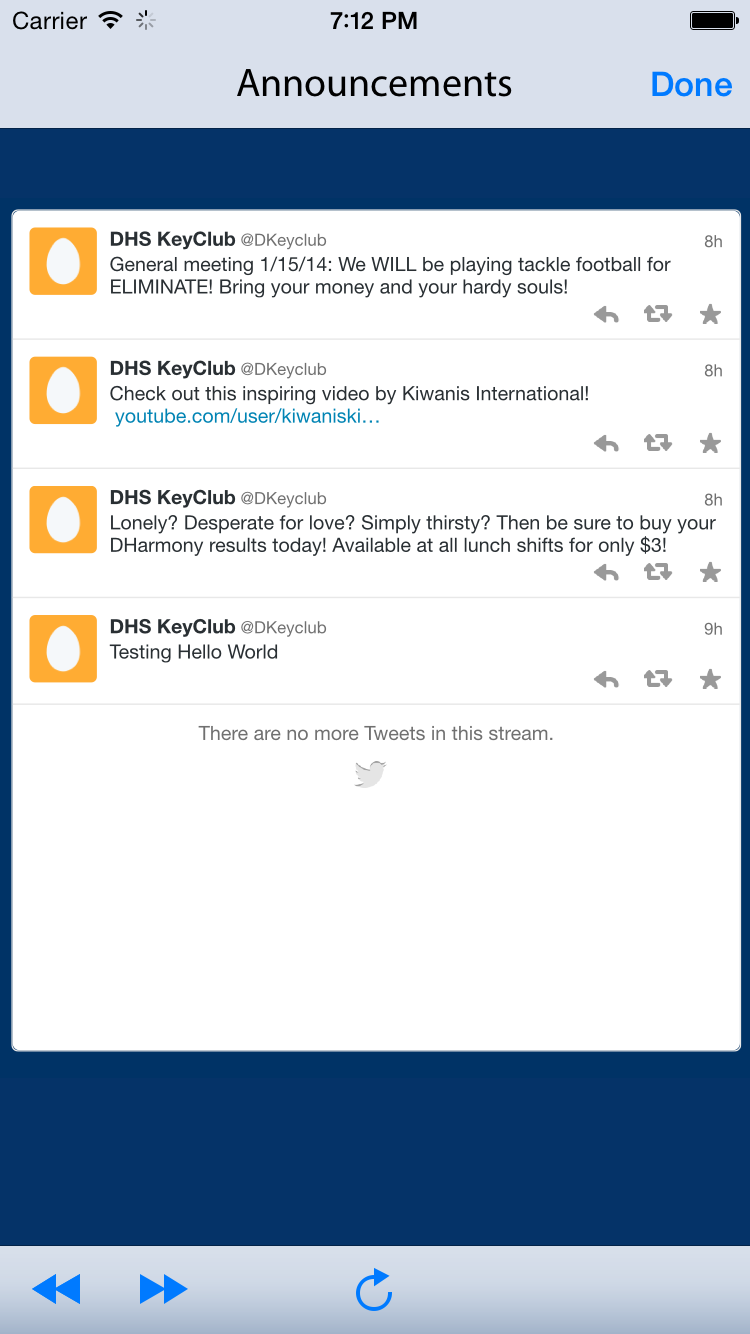 Carrier 7:12 PM
Announcements Done
DHS KeyClub @DKeyclub 8h
General meeting 1/15/14: We WILL be playing tackle football for
ELIMINATE! Bring your money and your hardy souls!
DHS KeyClub @DKeyclub 8h
Check out this inspiring video by Kiwanis International!
youtube.com/user/kiwaniski…
DHS KeyClub @DKeyclub 8h
Lonely? Desperate for love? Simply thirsty? Then be sure to buy your
DHarmony results today! Available at all lunch shifts for only $3!
DHS KeyClub @DKeyclub 9h
Testing Hello World
There are no more Tweets in this stream.